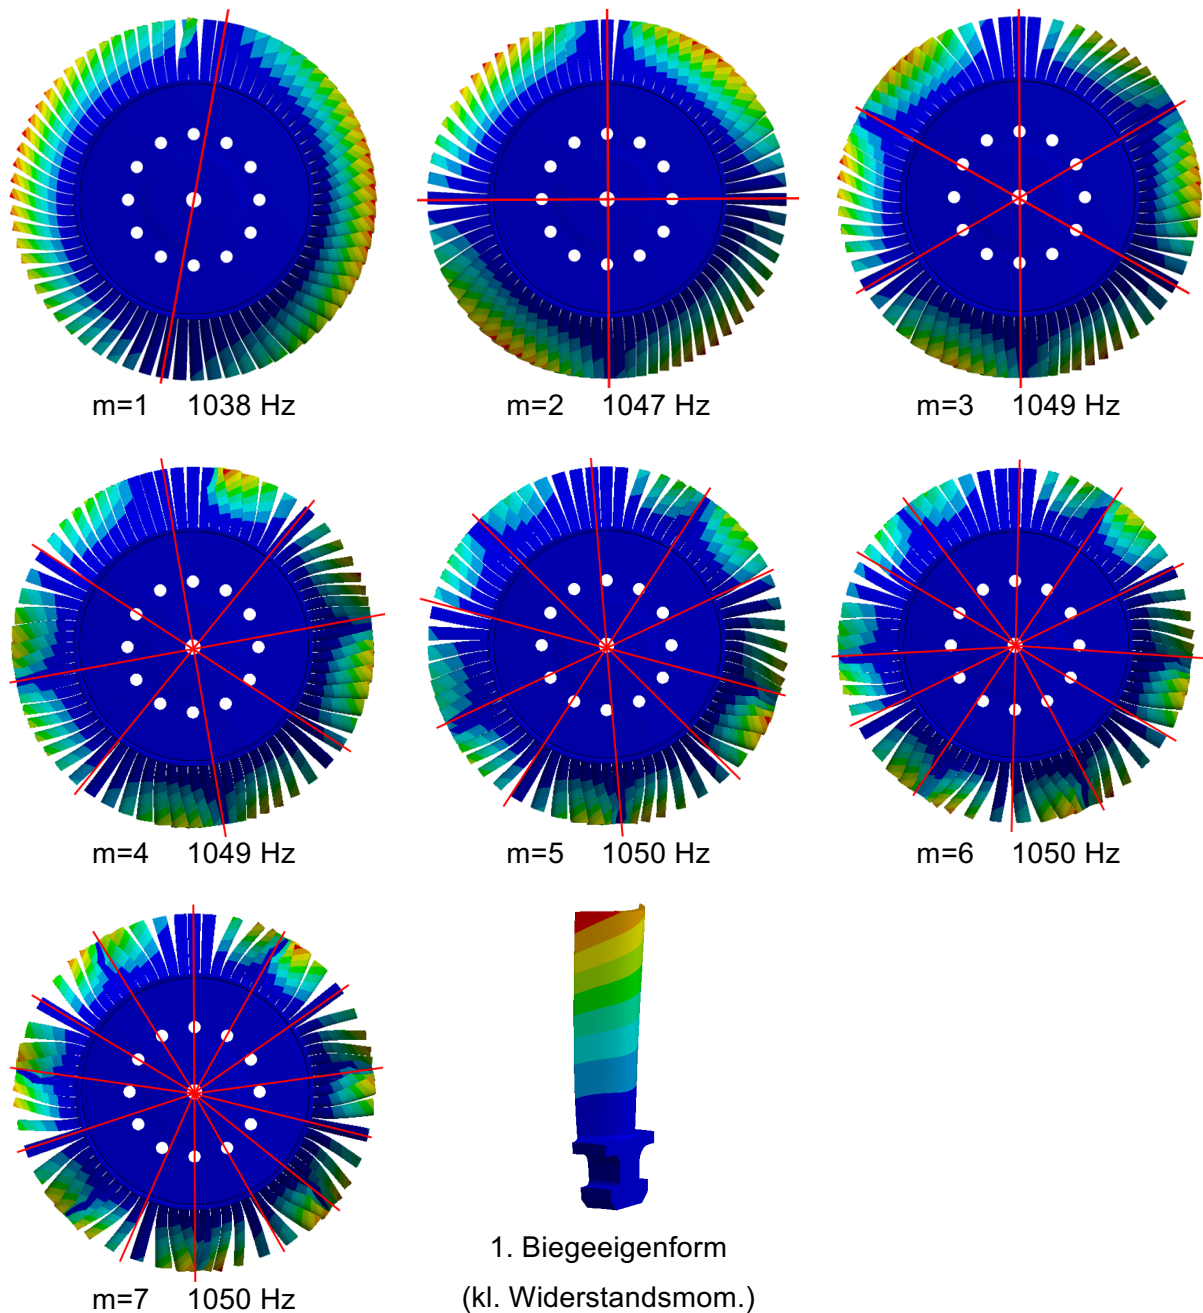 m=1 1038 Hz
m=2 1047 Hz
m=3 1049 Hz
m=4 1049 Hz
m=5 1050 Hz
m=6 1050 Hz
m=7 1050 Hz
1. Biegeeigenform
(kl. Widerstandsmom.)